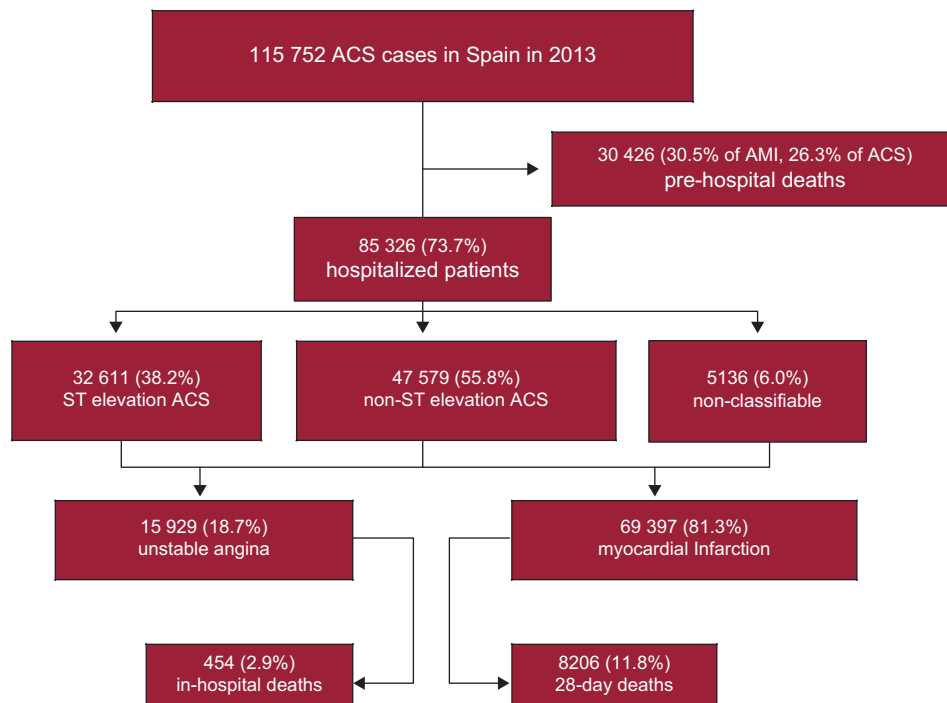 115 752 ACS cases in Spain in 2013
30 426 (30.5% of AMI, 26.3% of ACS)
pre-hospital deaths
85 326 (73.7%)
hospitalized patients
32 611 (38.2%)
ST elevation ACS
47 579 (55.8%)
non-ST elevation ACS
5136 (6.0%)
non-classifiable
15 929 (18.7%)
unstable angina
69 397 (81.3%)
myocardial Infarction
454 (2.9%)
in-hospital deaths
8206 (11.8%)
28-day deaths